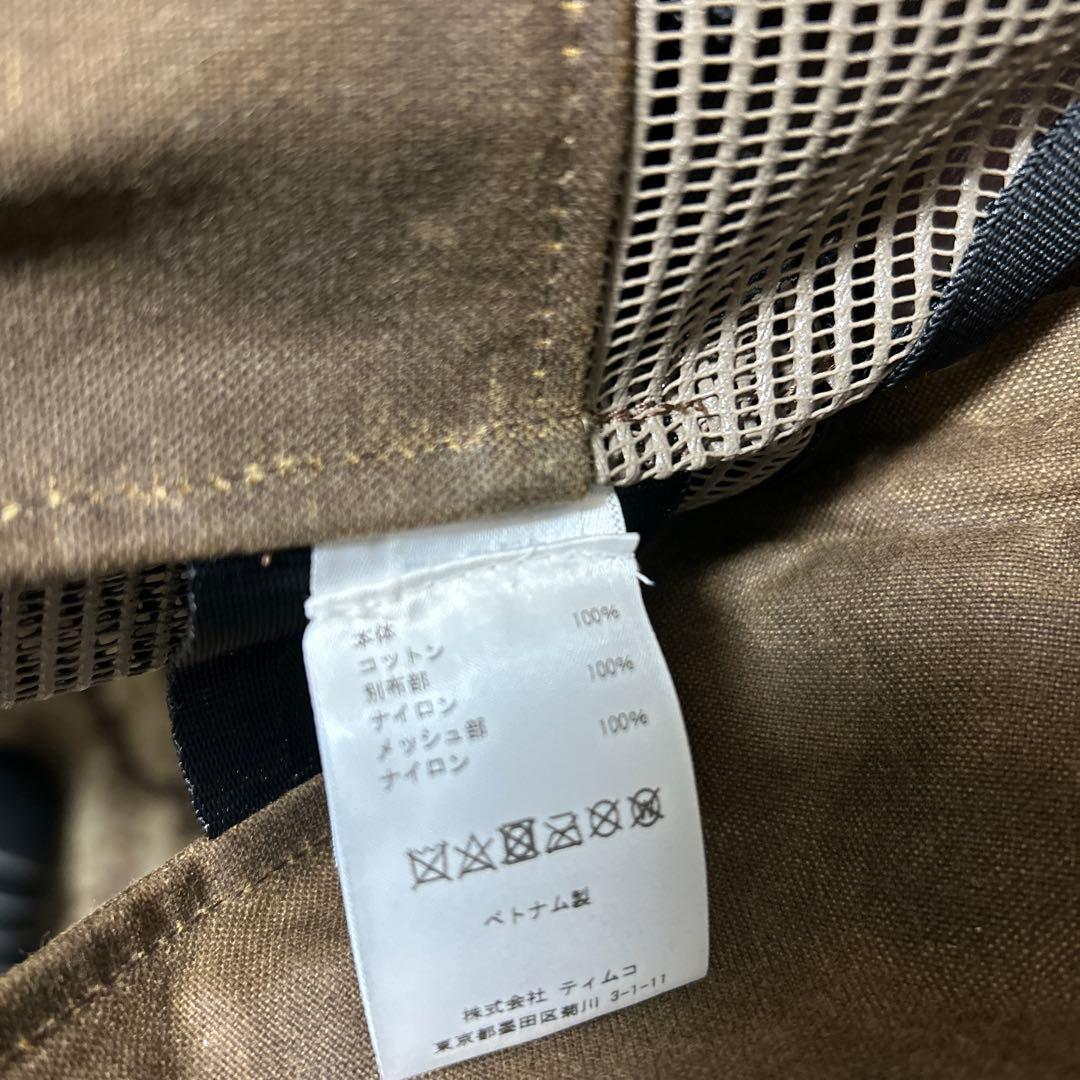 本体
コットン 100%
別布部
ナイロン 100%
メッシュ部
ナイロン 100%
ベトナム製
株式会社 ティムコ
東京都墨田区菊川 3-1-11